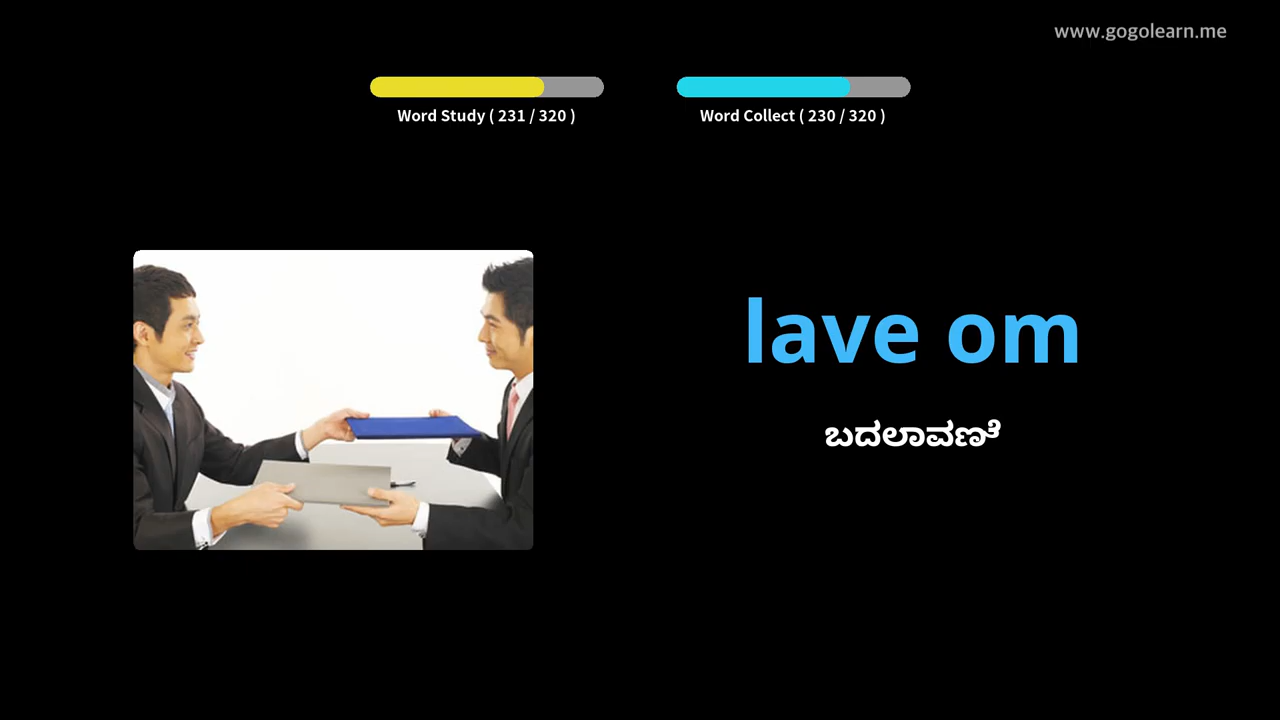 www.gogolearn.me
Word Study ( 231 / 320 )
Word Collect ( 230 / 320 )
lave om
ಬದಲಾವಣೆ